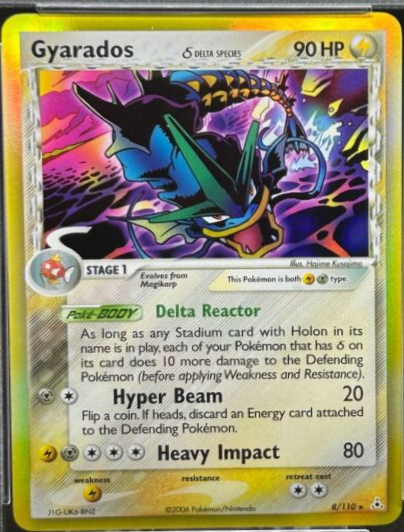 Gyarados δ DELTA SPECIES 90 HP
Illus. Hajime Kusajima
STAGE 1 Evolves from
Magikarp
This Pokémon is both type.
Poké-BODY Delta Reactor
As long as any Stadium card with Holon in its
name is in play, each of your Pokémon that has δ on
its card does 10 more damage to the Defending
Pokémon (before applying Weakness and Resistance).
Hyper Beam 20
Flip a coin. If heads, discard an Energy card attached
to the Defending Pokémon.
Heavy Impact 80
weakness resistance retreat cost
J1G-UK6-RNZ ©2006 Pokémon/Nintendo 8/110 ★